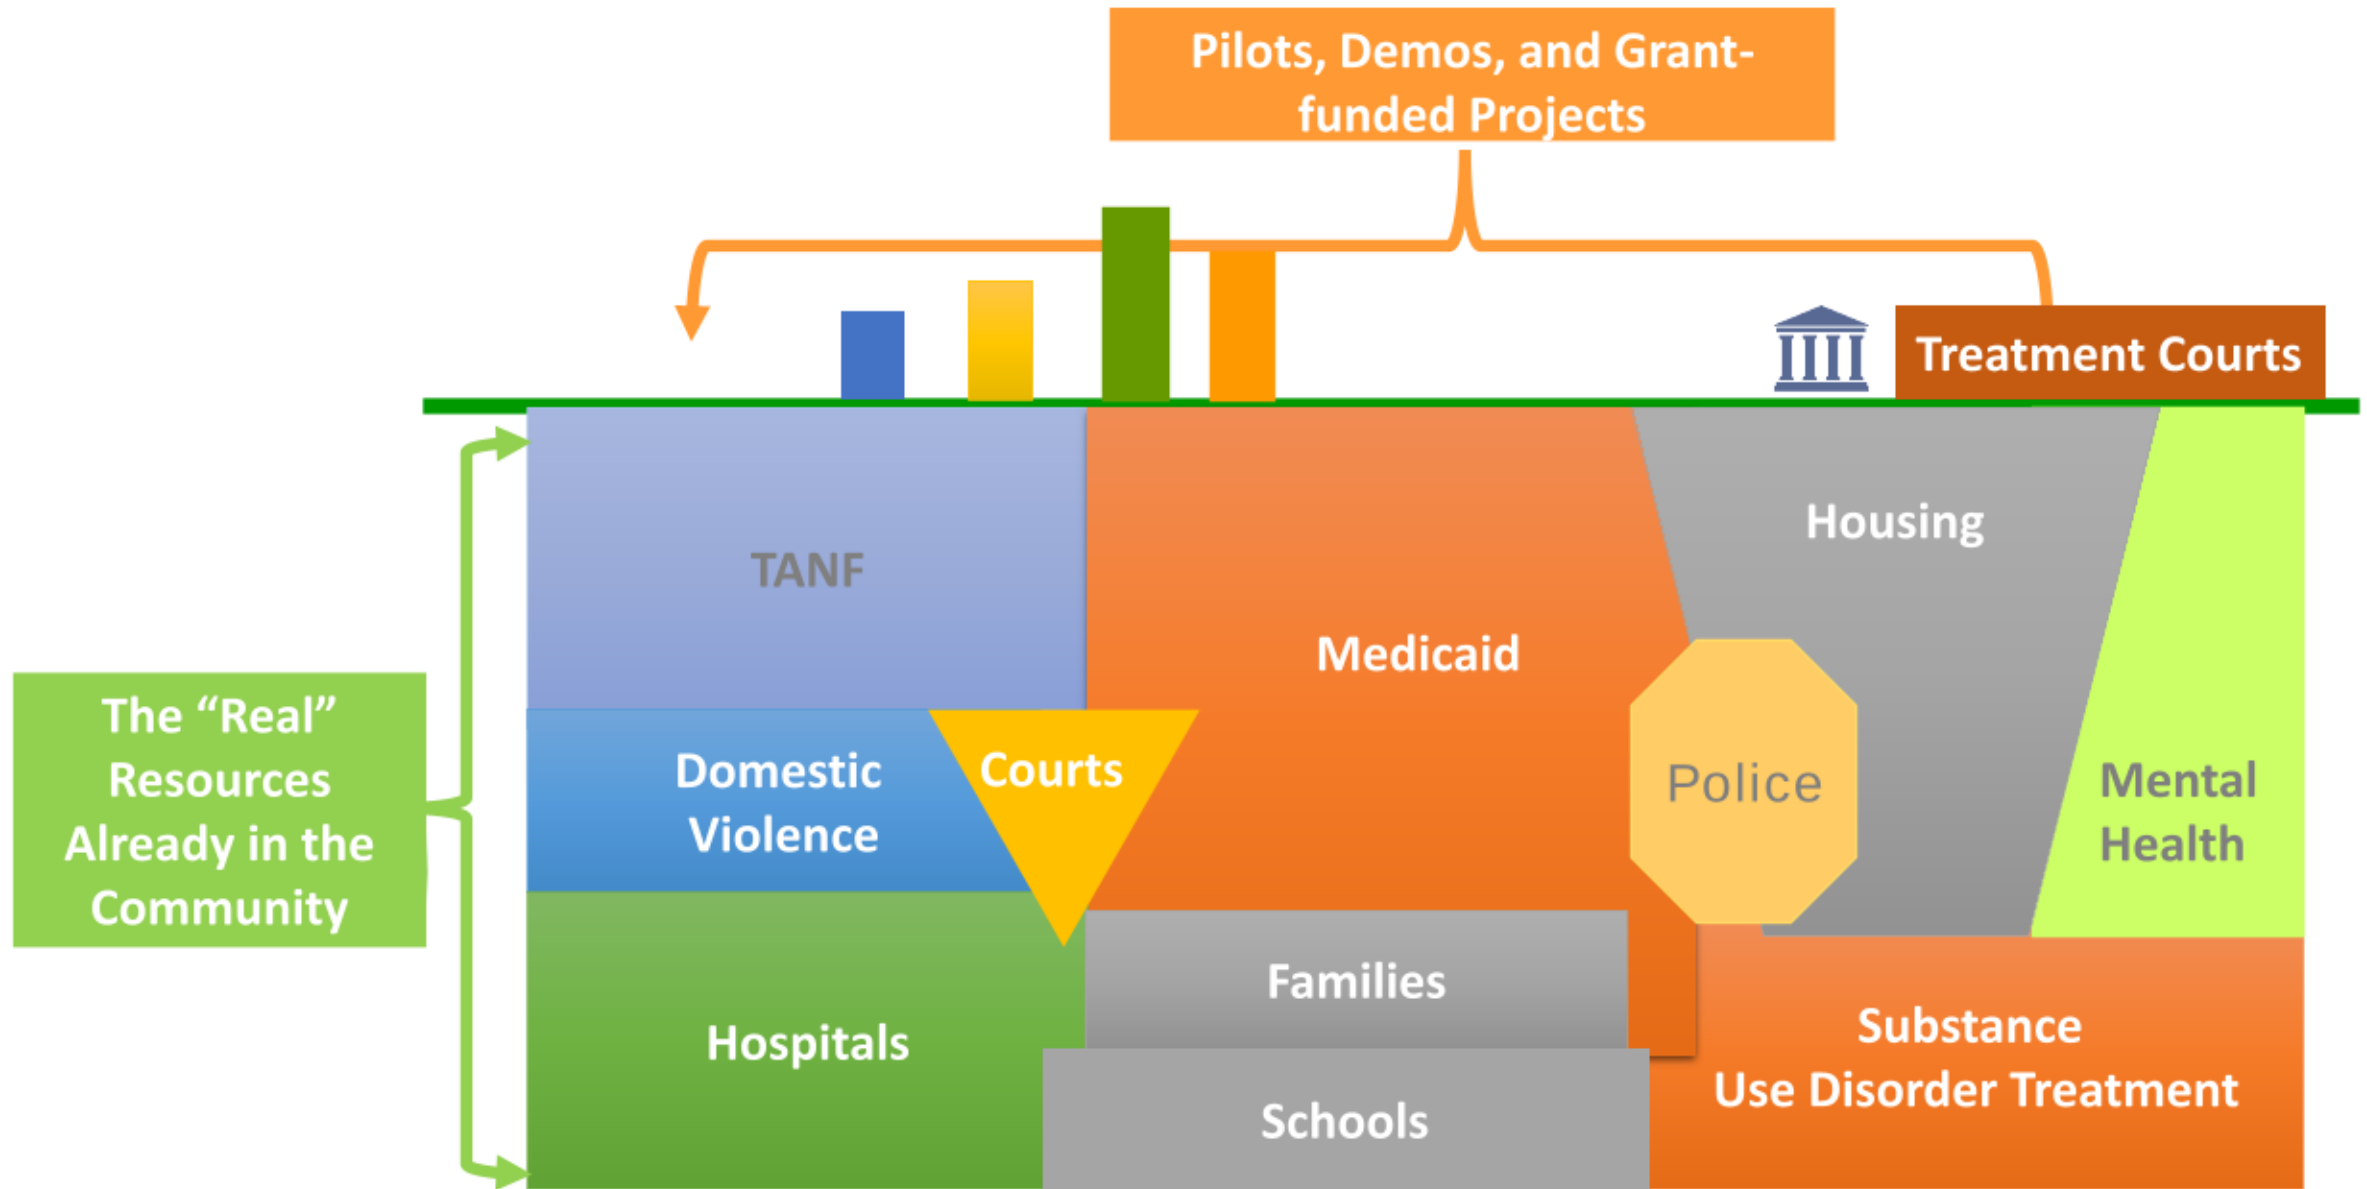 Pilots, Demos, and Grant-
funded Projects
Treatment Courts
TANF
Housing
Medicaid
The “Real”
Resources
Already in the
Community
Domestic
Violence
Courts
Police
Mental
Health
Hospitals
Families
Schools
Substance
Use Disorder Treatment